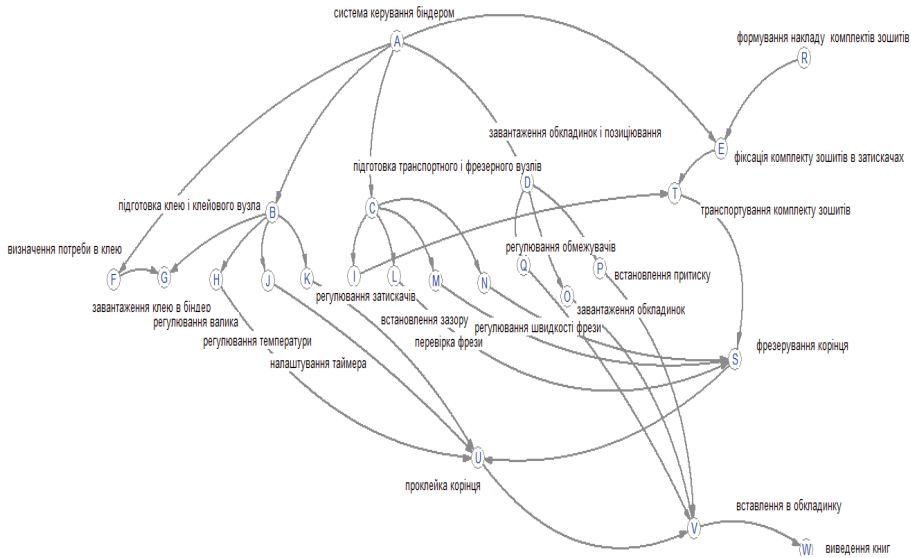 система керування біндером
A
формування накладу комплектів зошитів
R
завантаження обкладинок і позиціювання
E
фіксація комплекту зошитів в затискачах
підготовка транспортного і фрезерного вузлів
D
T
підготовка клею і клейового вузла
B
C
транспортування комплекту зошитів
визначення потреби в клею
регулювання обмежувачів
F
G
H
J
K
I
L
M
N
Q
P
встановлення притиску
O
регулювання затискачів
завантаження клею в біндер
встановлення зазору
завантаження обкладинок
регулювання валика
регулювання швидкості фрези
регулювання температури
перевірка фрези
фрезерування корінця
S
налаштування таймера
U
проклейка корінця
вставлення в обкладинку
V
W
виведення книг